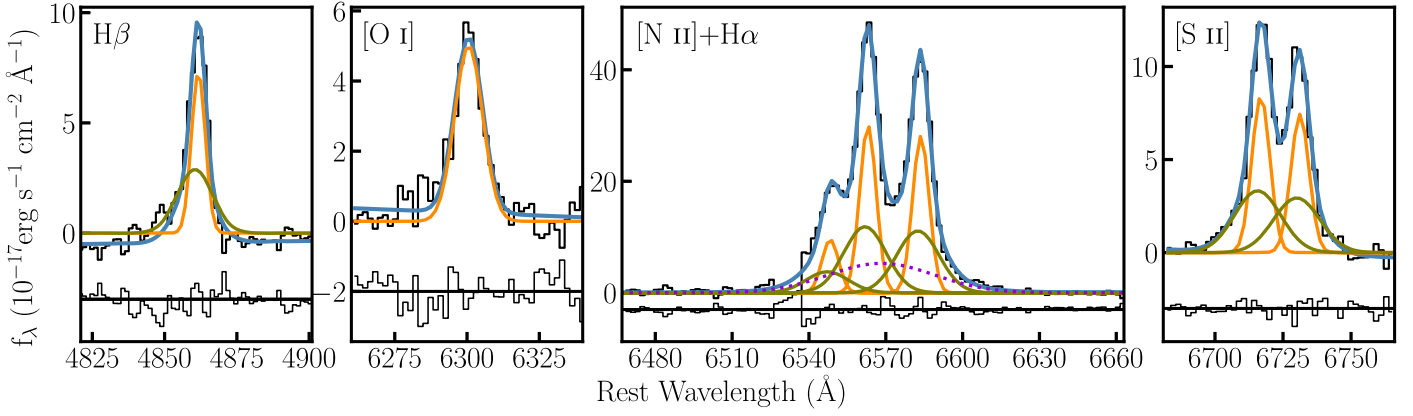 Hβ
[O I]
[N II]+Hα
[S II]
f_λ (10⁻¹⁷erg s⁻¹ cm⁻² Å⁻¹)
10
5
0
6
4
2
0
−2
40
20
0
10
5
0
4825 4850 4875 4900
6275 6300 6325
6480 6510 6540 6570 6600 6630 6660
6700 6725 6750
Rest Wavelength (Å)